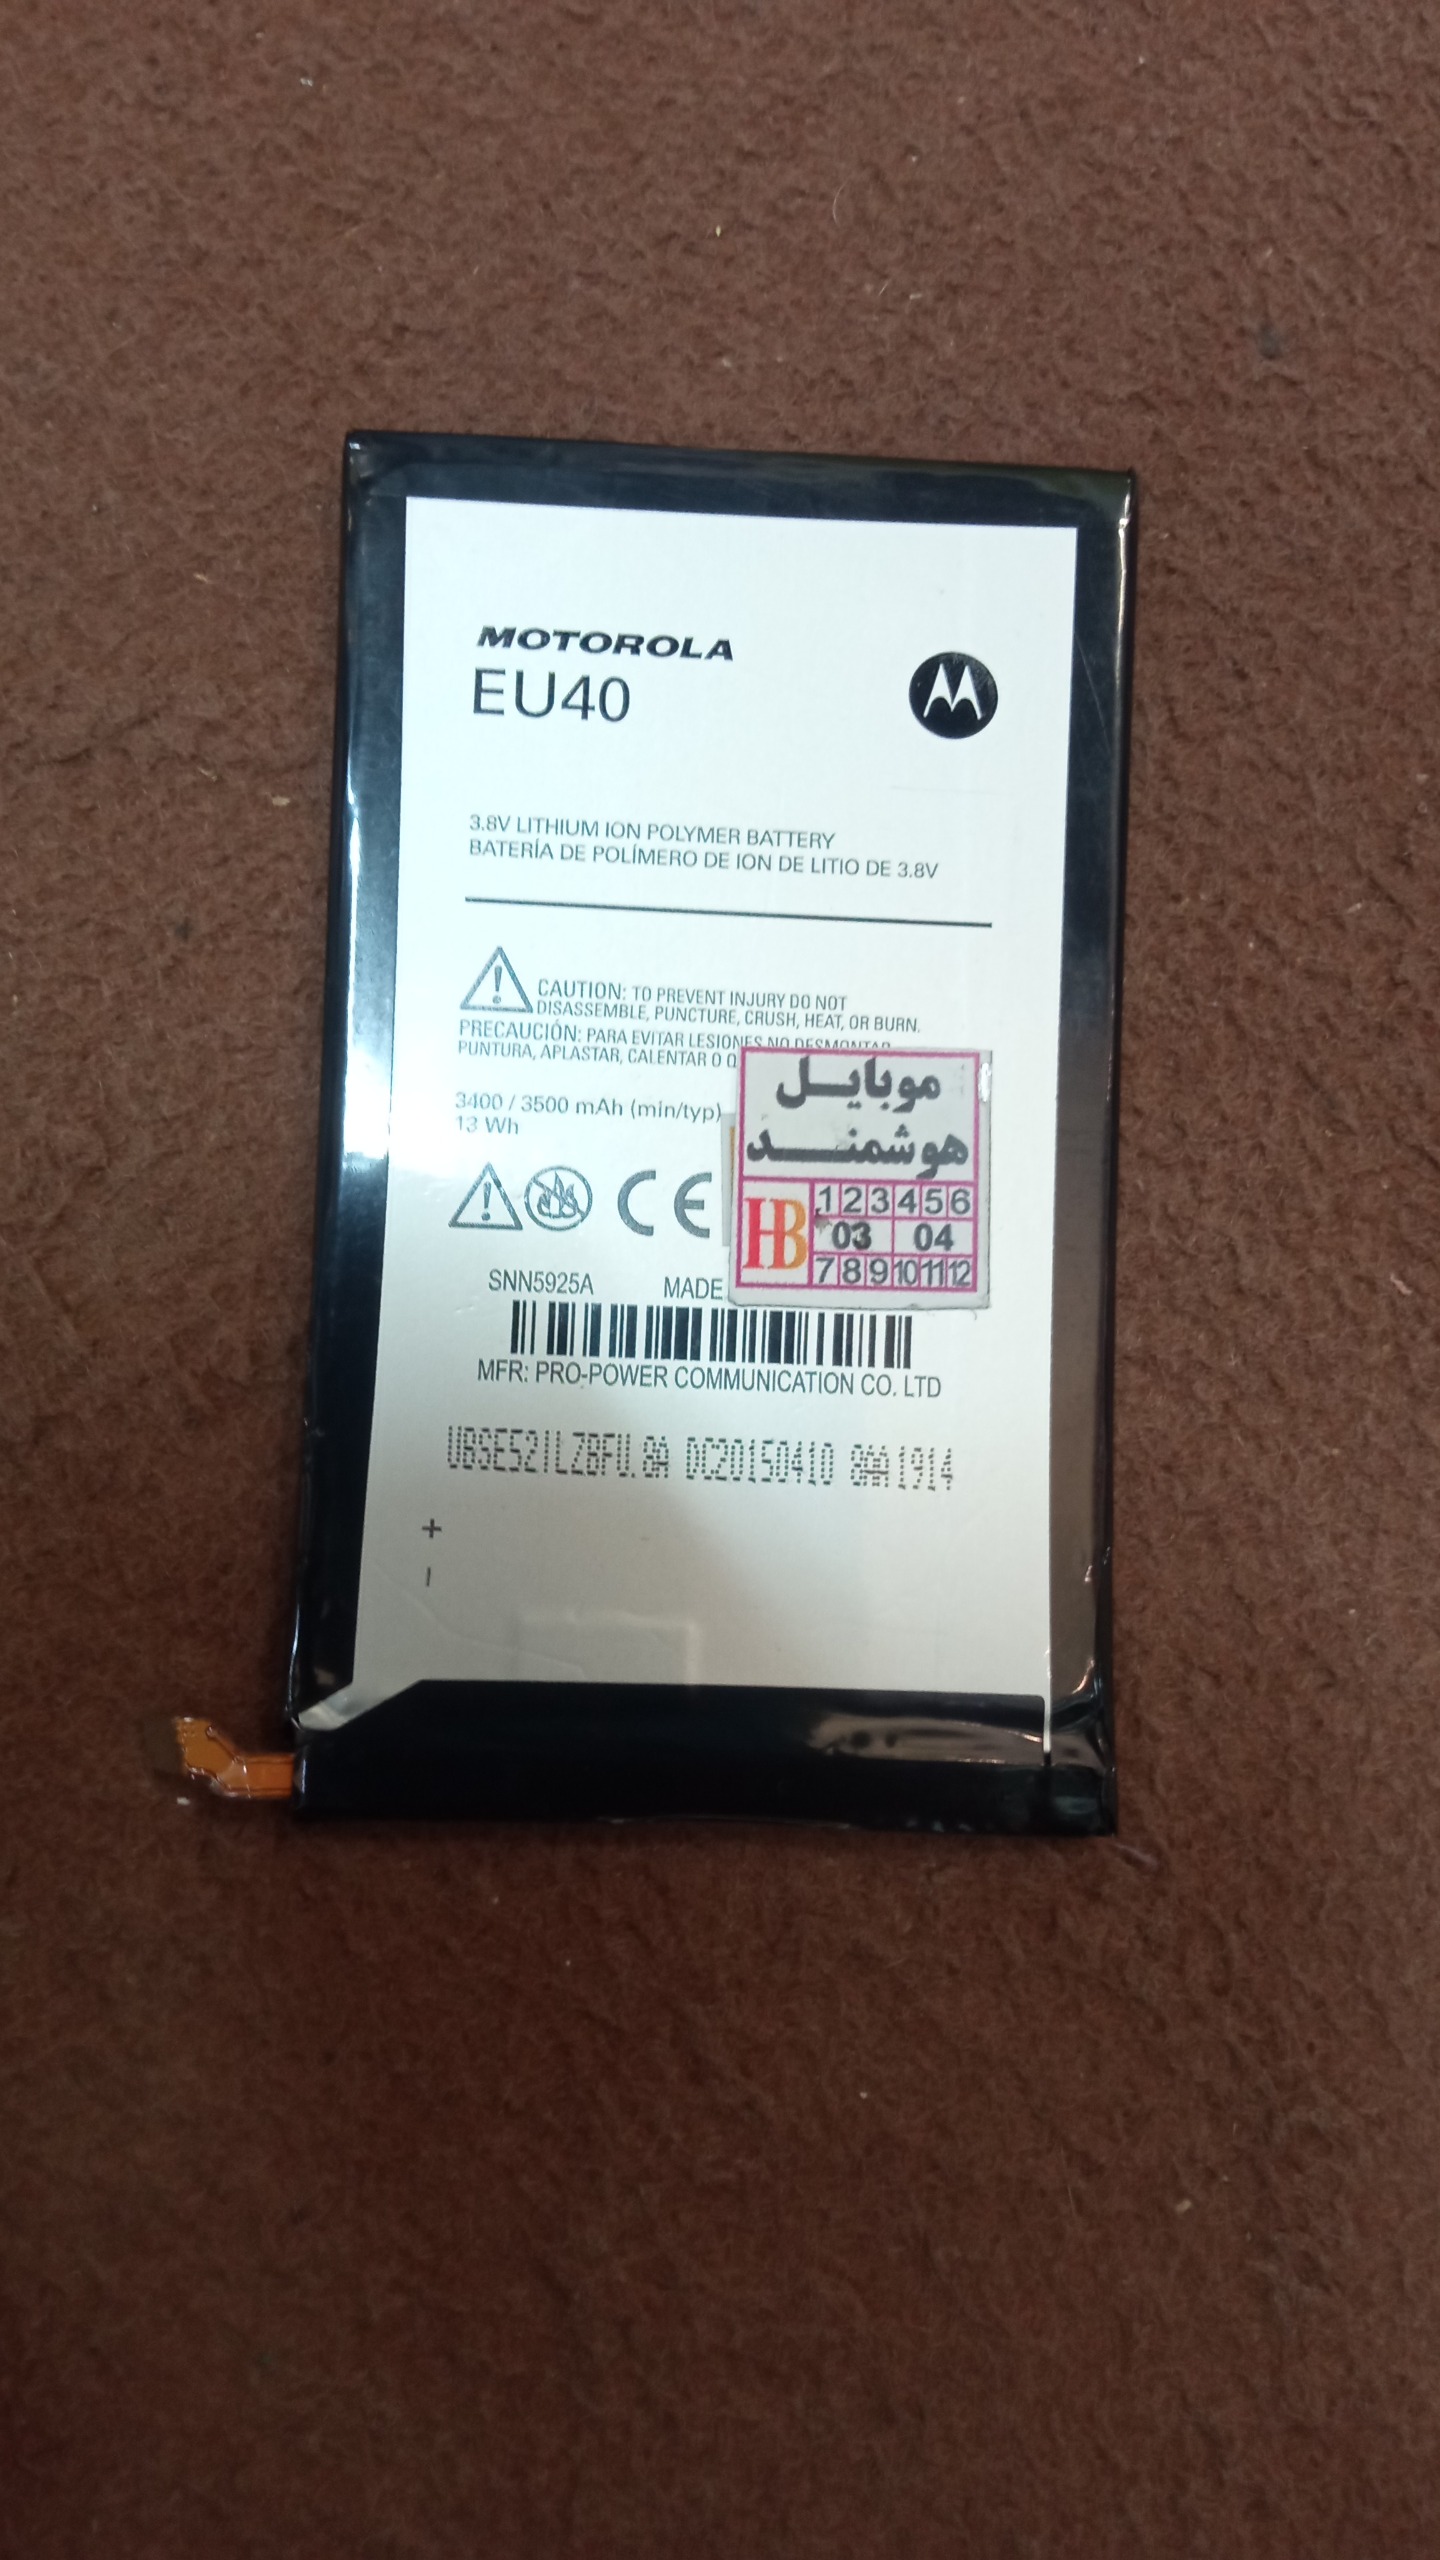 MOTOROLA
EU40
3.8V LITHIUM ION POLYMER BATTERY
BATERÍA DE POLÍMERO DE ION DE LITIO DE 3.8V
CAUTION: TO PREVENT INJURY DO NOT
DISASSEMBLE, PUNCTURE, CRUSH, HEAT, OR BURN.
PRECAUCIÓN: PARA EVITAR LESIONES NO DESMONTAR
PUNTURA, APLASTAR, CALENTAR O Q
3400 / 3500 mAh (min/typ)
13 Wh
CE
موبایل
هوشمند
HB
1 2 3 4 5 6
03 04
7 8 9 10 11 12
SNN5925A MADE
MFR: PRO-POWER COMMUNICATION CO. LTD
DC20150410
+
-